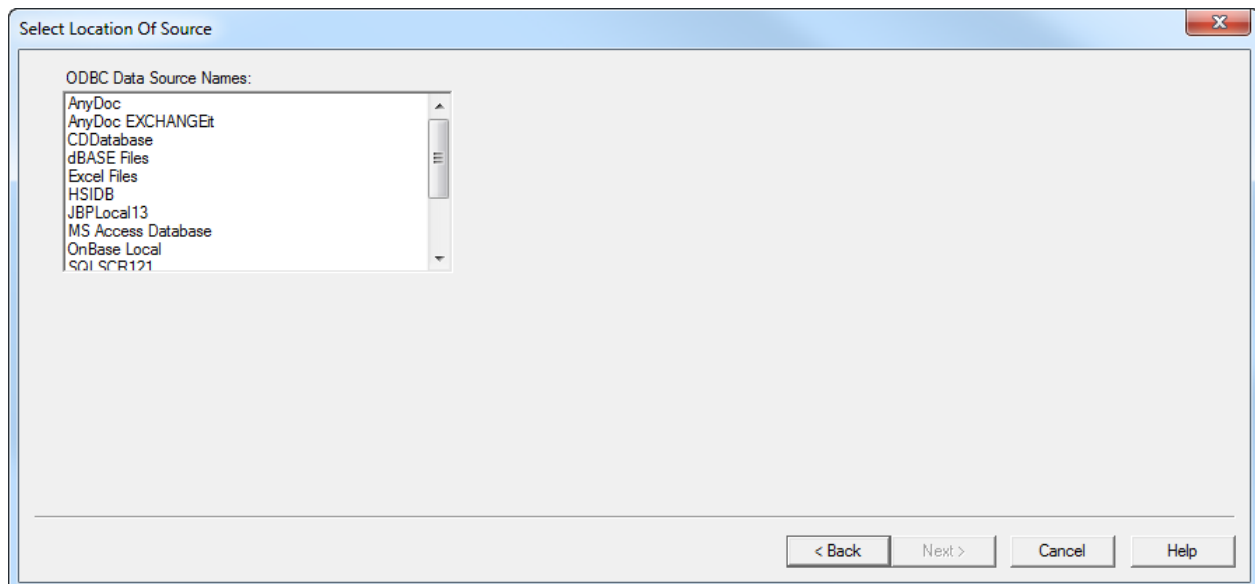 Select Location Of Source
ODBC Data Source Names:
AnyDoc
AnyDoc EXCHANGEit
CDDatabase
dBASE Files
Excel Files
HSIDB
JBPLocal13
MS Access Database
OnBase Local
SQLSCR121
< Back
Next >
Cancel
Help